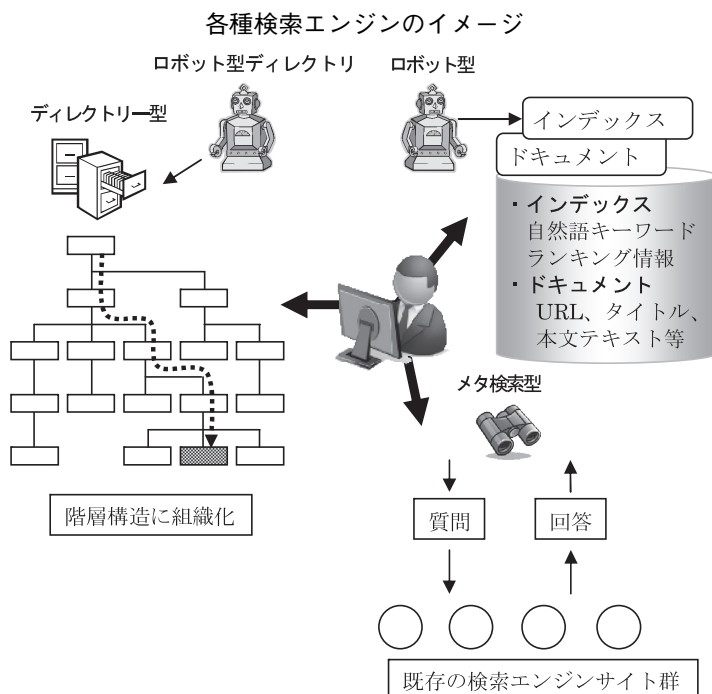 各種検索エンジンのイメージ
ロボット型ディレクトリ
ロボット型
ディレクトリー型
インデックス
ドキュメント
・インデックス
自然語キーワード
ランキング情報
・ドキュメント
URL、タイトル、
本文テキスト等
メタ検索型
階層構造に組織化
質問
回答
既存の検索エンジンサイト群